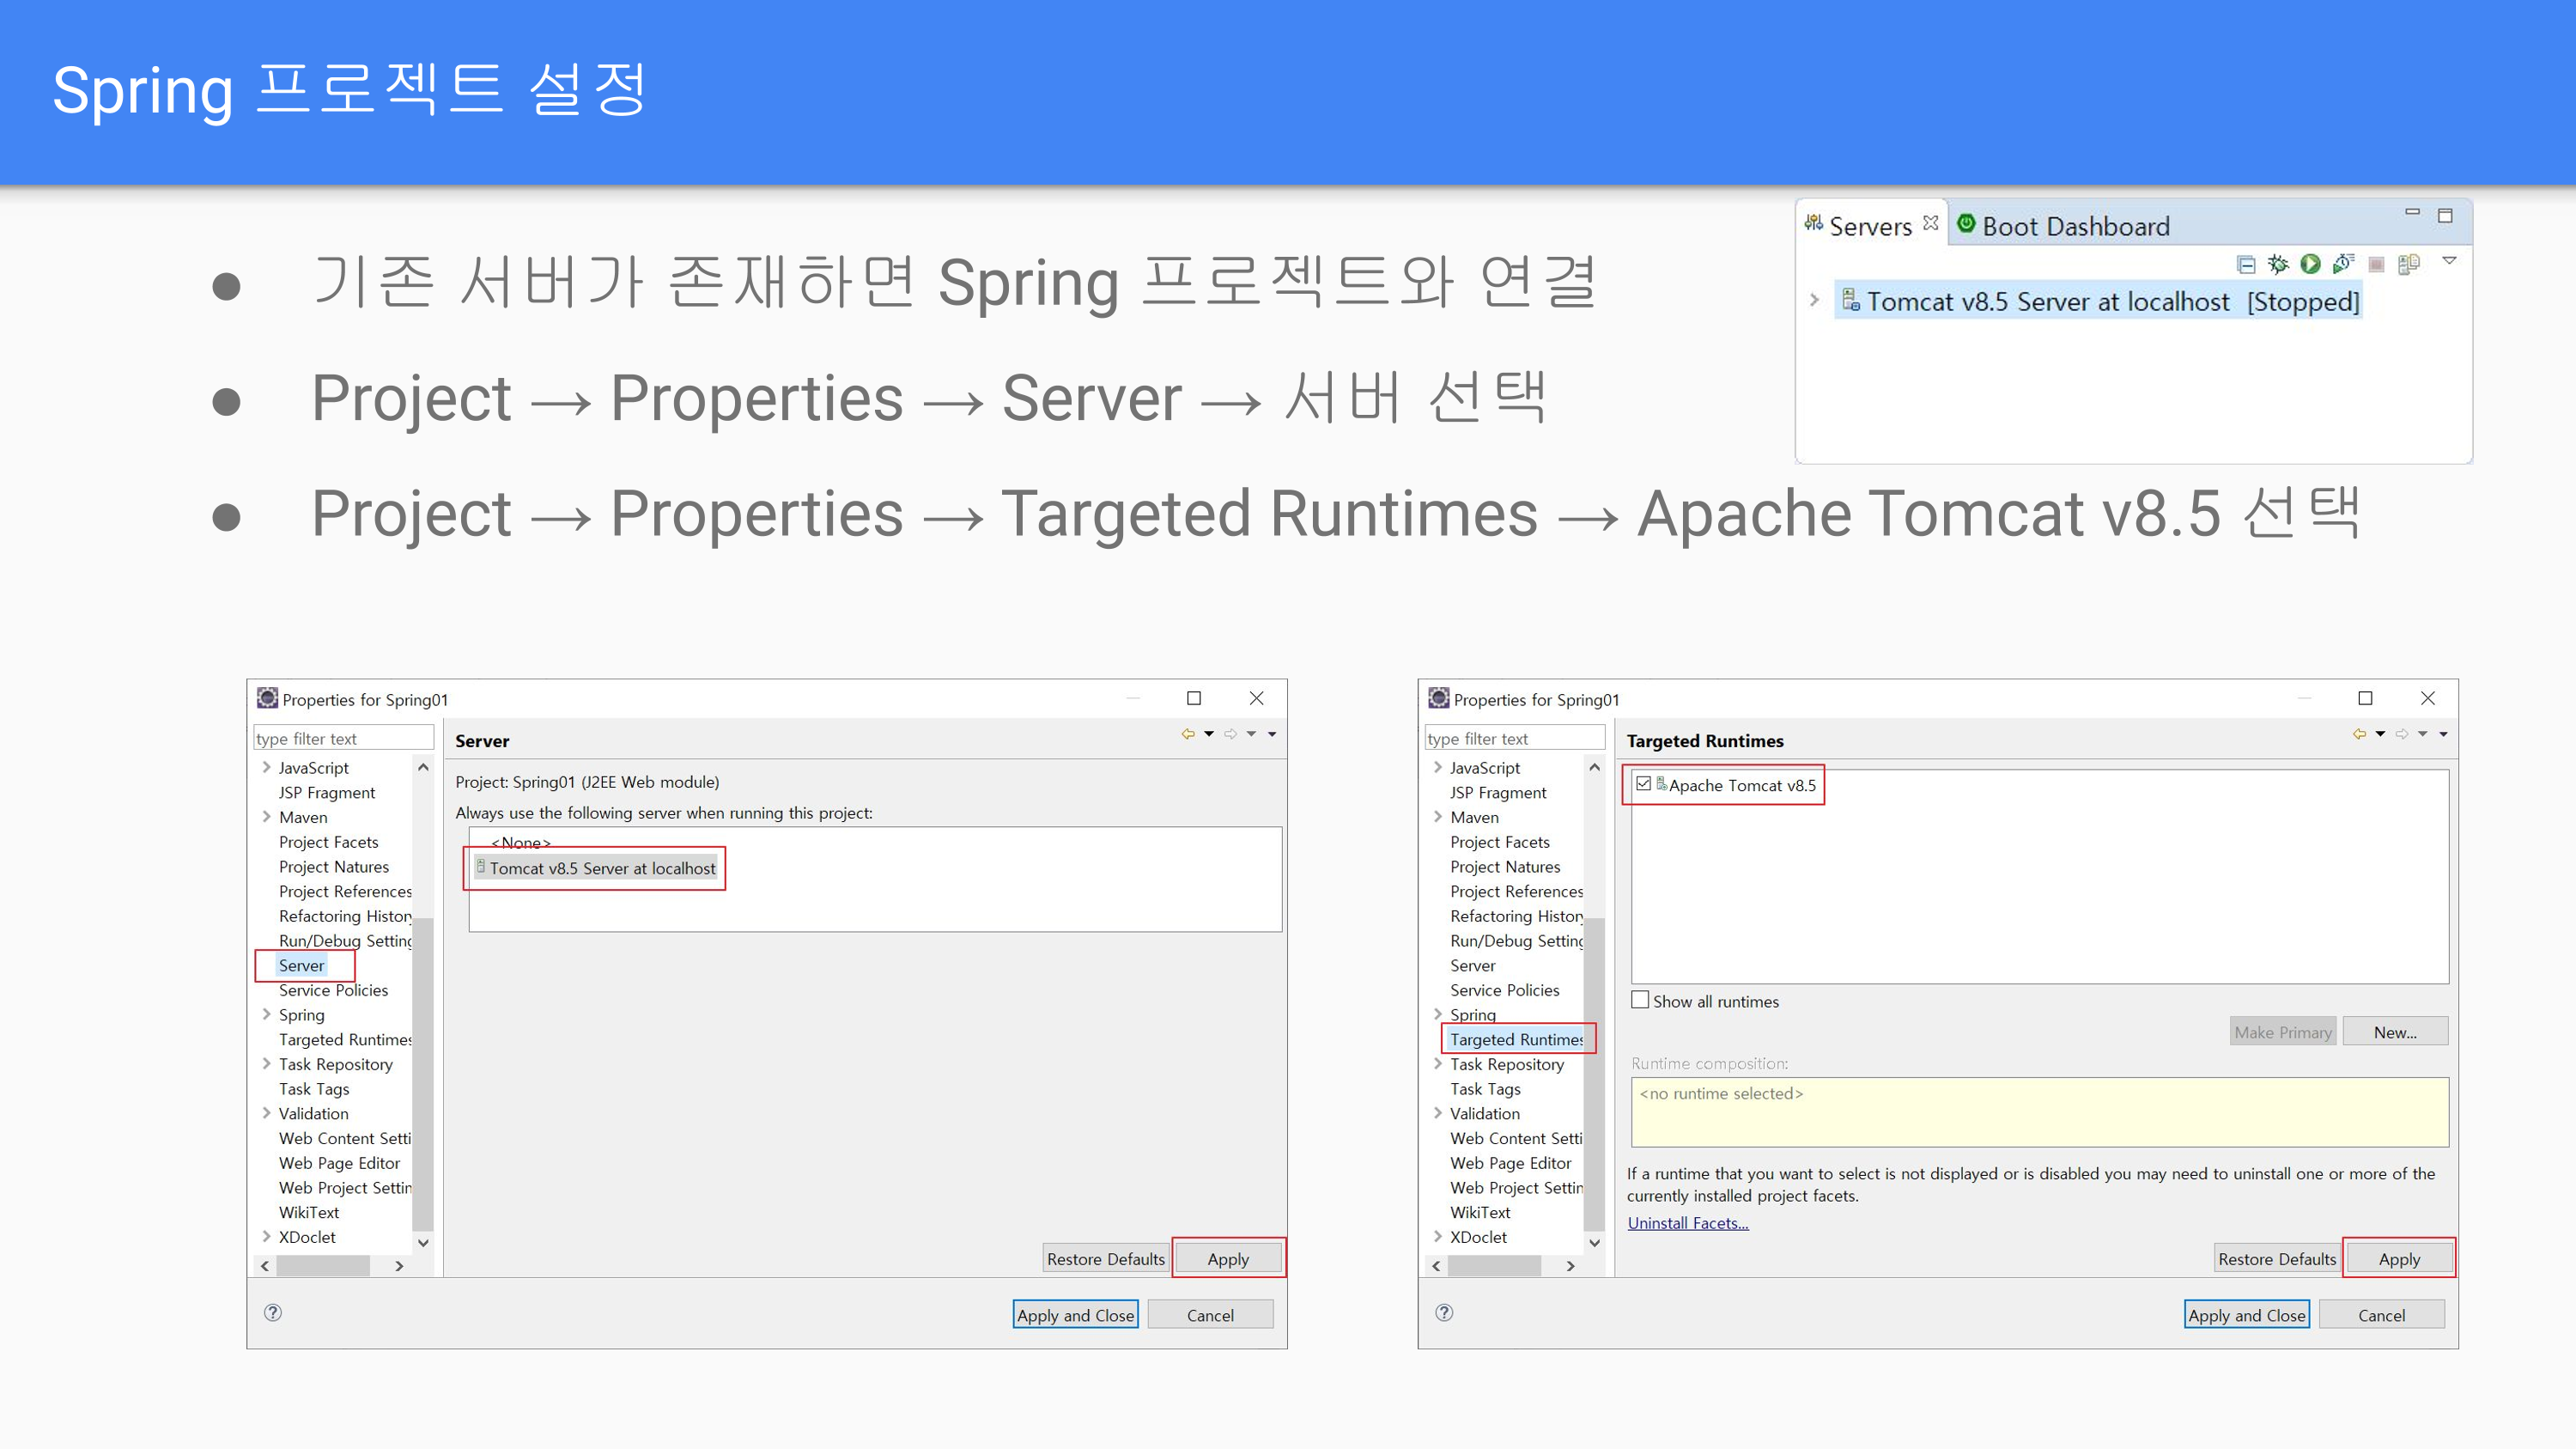 Spring 프로젝트 설정
● 기존 서버가 존재하면 Spring 프로젝트와 연결
● Project → Properties → Server → 서버 선택
● Project → Properties → Targeted Runtimes → Apache Tomcat v8.5 선택
Servers Boot Dashboard
Tomcat v8.5 Server at localhost [Stopped]
Properties for Spring01
type filter text
JavaScript
JSP Fragment
Maven
Project Facets
Project Natures
Project References
Refactoring History
Run/Debug Setting
Server
Service Policies
Spring
Targeted Runtimes
Task Repository
Task Tags
Validation
Web Content Setti
Web Page Editor
Web Project Settin
WikiText
XDoclet
Server
Project: Spring01 (J2EE Web module)
Always use the following server when running this project:
<None>
Tomcat v8.5 Server at localhost
Restore Defaults Apply
Apply and Close Cancel
Properties for Spring01
type filter text
JavaScript
JSP Fragment
Maven
Project Facets
Project Natures
Project References
Refactoring History
Run/Debug Setting
Server
Service Policies
Spring
Targeted Runtimes
Task Repository
Task Tags
Validation
Web Content Setti
Web Page Editor
Web Project Settin
WikiText
XDoclet
Targeted Runtimes
Apache Tomcat v8.5
Show all runtimes
Make Primary New...
Runtime composition:
<no runtime selected>
If a runtime that you want to select is not displayed or is disabled you may need to uninstall one or more of the
currently installed project facets.
Uninstall Facets...
Restore Defaults Apply
Apply and Close Cancel